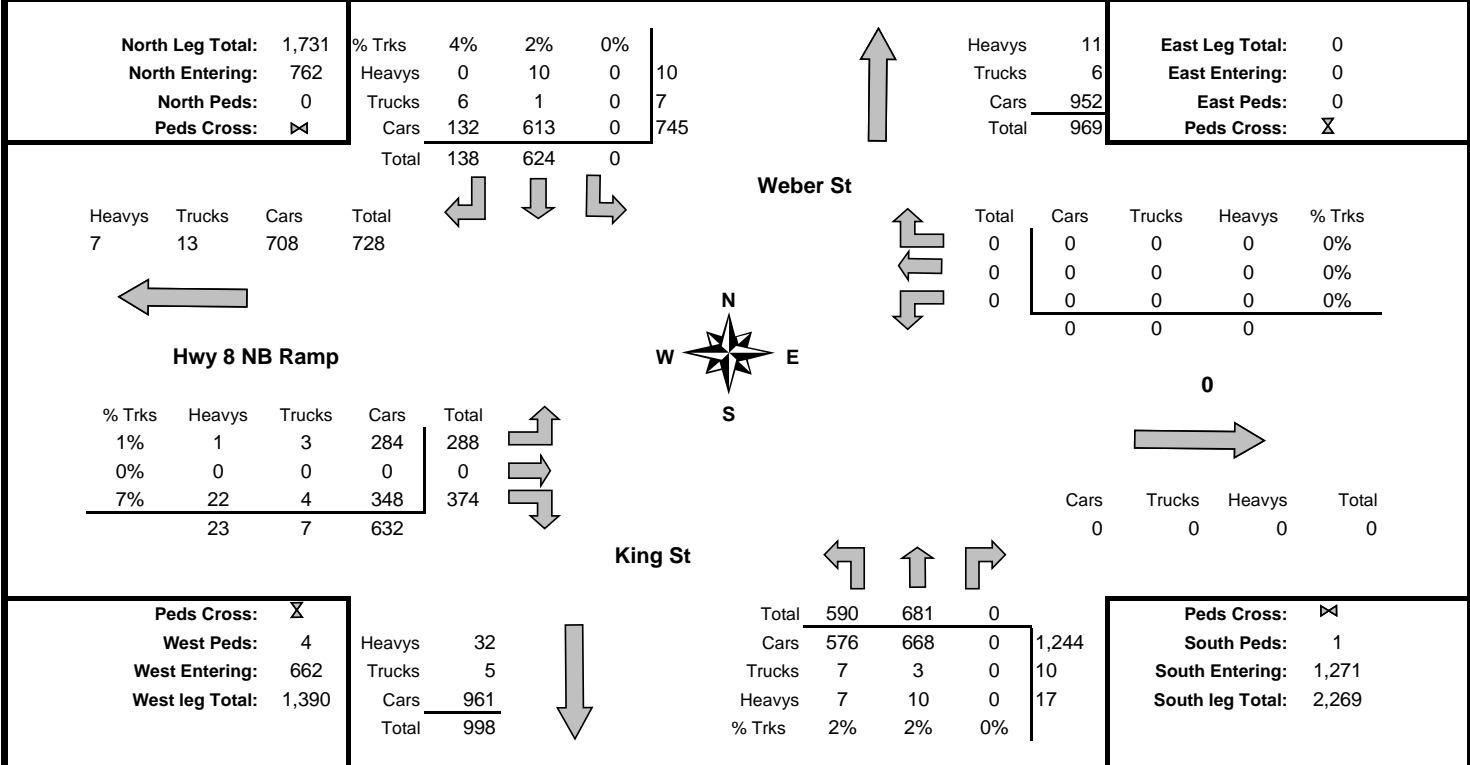 North Leg Total: 1,731
North Entering: 762
North Peds: 0
Peds Cross: ⋈
% Trks 4% 2% 0%
Heavys 0 10 0 10
Trucks 6 1 0 7
Cars 132 613 0 745
Total 138 624 0
Heavys 11
Trucks 6
Cars 952
Total 969
East Leg Total: 0
East Entering: 0
East Peds: 0
Peds Cross: ⧖
Weber St
Heavys Trucks Cars Total
7 13 708 728
Total Cars Trucks Heavys % Trks
0 0 0 0 0%
0 0 0 0 0%
0 0 0 0 0%
0 0 0
Hwy 8 NB Ramp
N
W E
S
0
% Trks Heavys Trucks Cars Total
1% 1 3 284 288
0% 0 0 0 0
7% 22 4 348 374
23 7 632
Cars Trucks Heavys Total
0 0 0 0
King St
Peds Cross: ⧖
West Peds: 4
West Entering: 662
West leg Total: 1,390
Heavys 32
Trucks 5
Cars 961
Total 998
Total 590 681 0
Cars 576 668 0 1,244
Trucks 7 3 0 10
Heavys 7 10 0 17
% Trks 2% 2% 0%
Peds Cross: ⋈
South Peds: 1
South Entering: 1,271
South leg Total: 2,269